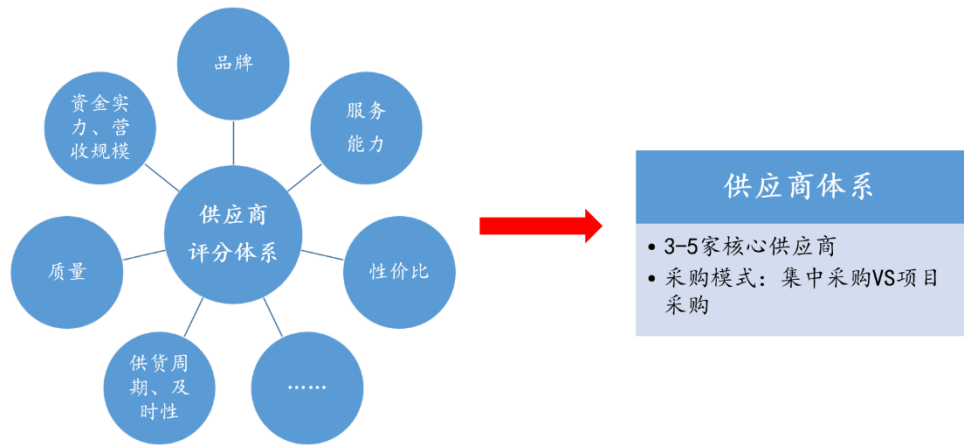 品牌
服务
能力
性价比
……
供货周
期、及
时性
质量
资金实
力、营
收规模
供应商
评分体系
供应商体系
• 3-5家核心供应商
• 采购模式：集中采购VS项目
采购